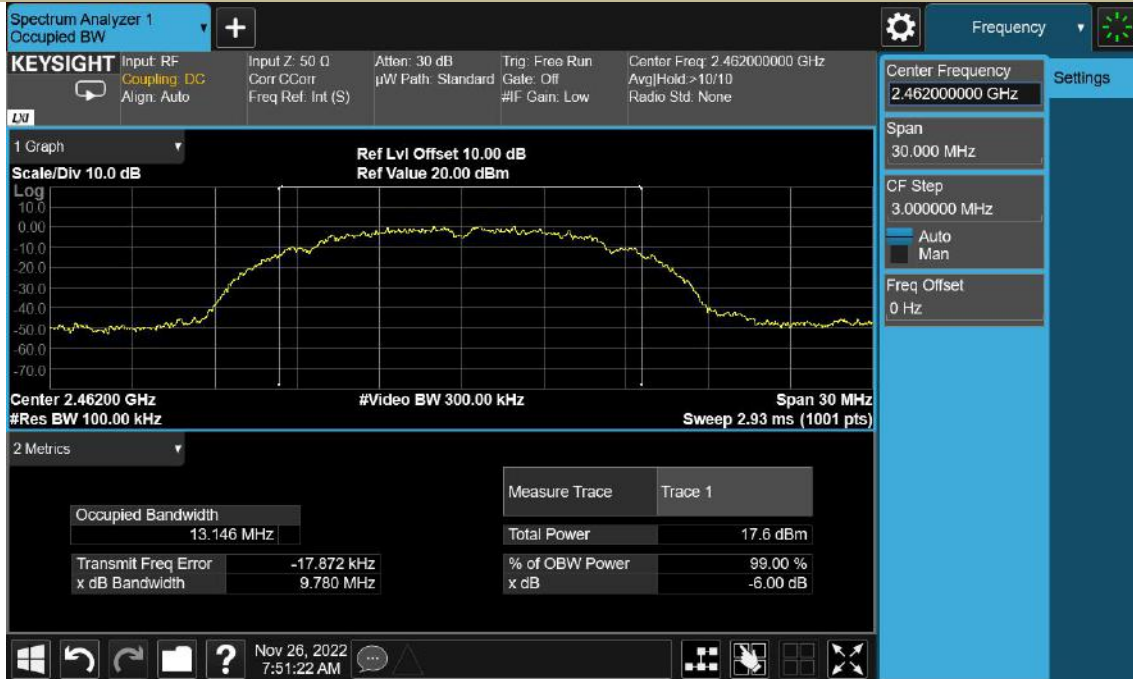 Spectrum Analyzer 1
Occupied BW
+
Frequency
KEYSIGHT
Input: RF
Coupling: DC
Align: Auto
Input Z: 50 Ω
Corr CCorr
Freq Ref: Int (S)
Atten: 30 dB
µW Path: Standard
Trig: Free Run
Gate: Off
#IF Gain: Low
Center Freq: 2.462000000 GHz
Avg|Hold:>10/10
Radio Std: None
LXI
Center Frequency
2.462000000 GHz
Settings
Span
30.000 MHz
CF Step
3.000000 MHz
Auto
Man
Freq Offset
0 Hz
1 Graph
Scale/Div 10.0 dB
Ref Lvl Offset 10.00 dB
Ref Value 20.00 dBm
Log
10.0
0.00
-10.0
-20.0
-30.0
-40.0
-50.0
-60.0
-70.0
Center 2.46200 GHz
#Video BW 300.00 kHz
Span 30 MHz
#Res BW 100.00 kHz
Sweep 2.93 ms (1001 pts)
2 Metrics
Measure Trace
Trace 1
Occupied Bandwidth
13.146 MHz
Total Power
17.6 dBm
Transmit Freq Error
-17.872 kHz
% of OBW Power
99.00 %
x dB Bandwidth
9.780 MHz
x dB
-6.00 dB
?
Nov 26, 2022
7:51:22 AM